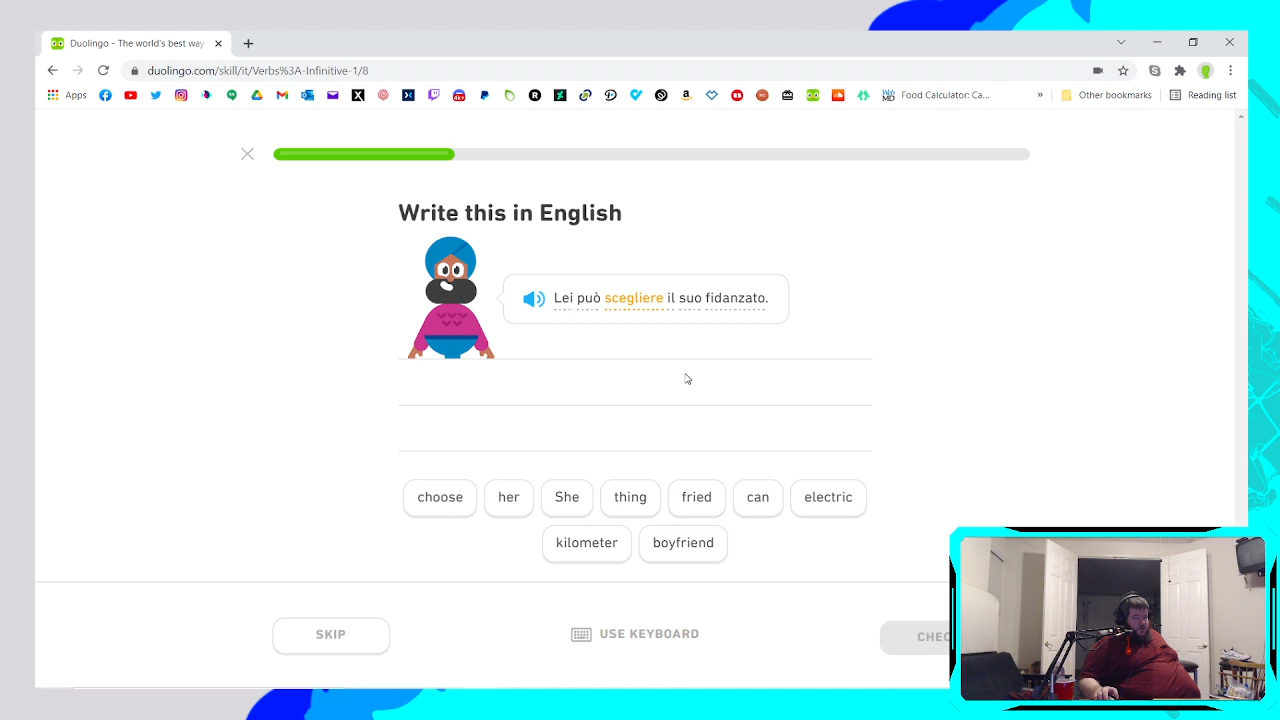 Duolingo - The world's best way
duolingo.com/skill/it/Verbs%3A-Infinitive-1/8
Apps
Food Calculator: Ca...
»
Other bookmarks
Reading list
Write this in English
Lei può scegliere il suo fidanzato.
choose her She thing fried can electric
kilometer boyfriend
SKIP
USE KEYBOARD
CHEC